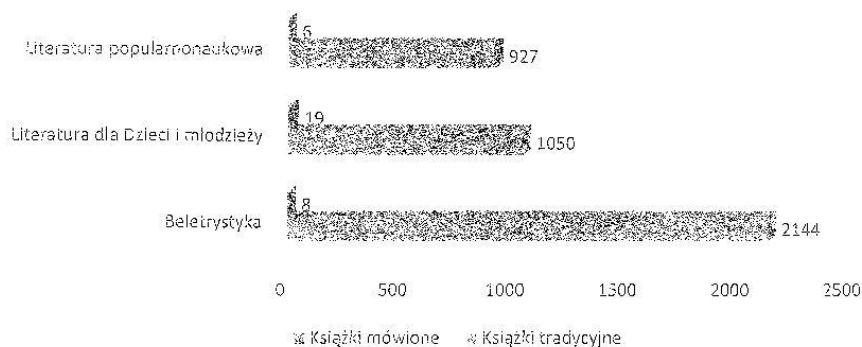 6
Literatura popularnonaukowa
927
19
Literatura dla Dzieci i młodzieży
1050
8
Beletrystyka
2144
0 500 1000 1500 2000 2500
Książki mówione Książki tradycyjne